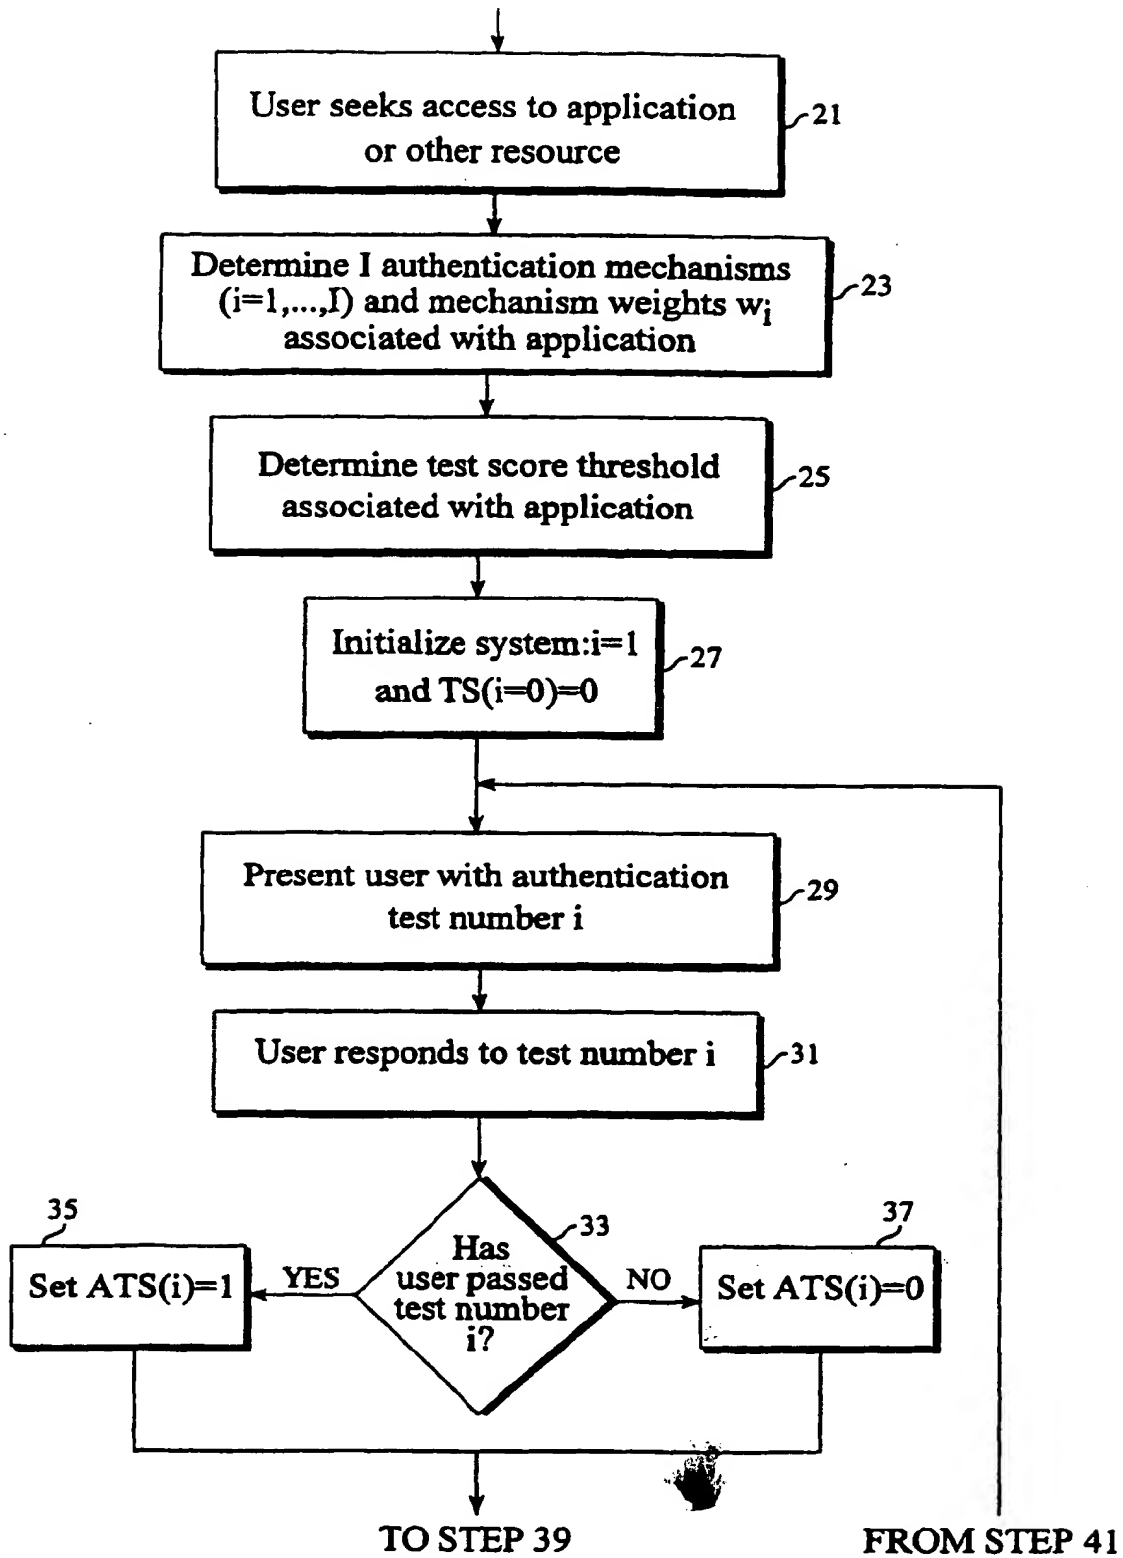 User seeks access to application
or other resource
21
Determine I authentication mechanisms
(i=1,...,I) and mechanism weights wi
associated with application
23
Determine test score threshold
associated with application
25
Initialize system:i=1
and TS(i=0)=0
27
Present user with authentication
test number i
29
User responds to test number i
31
33
Has
user passed
test number
i?
YES
NO
35
Set ATS(i)=1
37
Set ATS(i)=0
TO STEP 39
FROM STEP 41